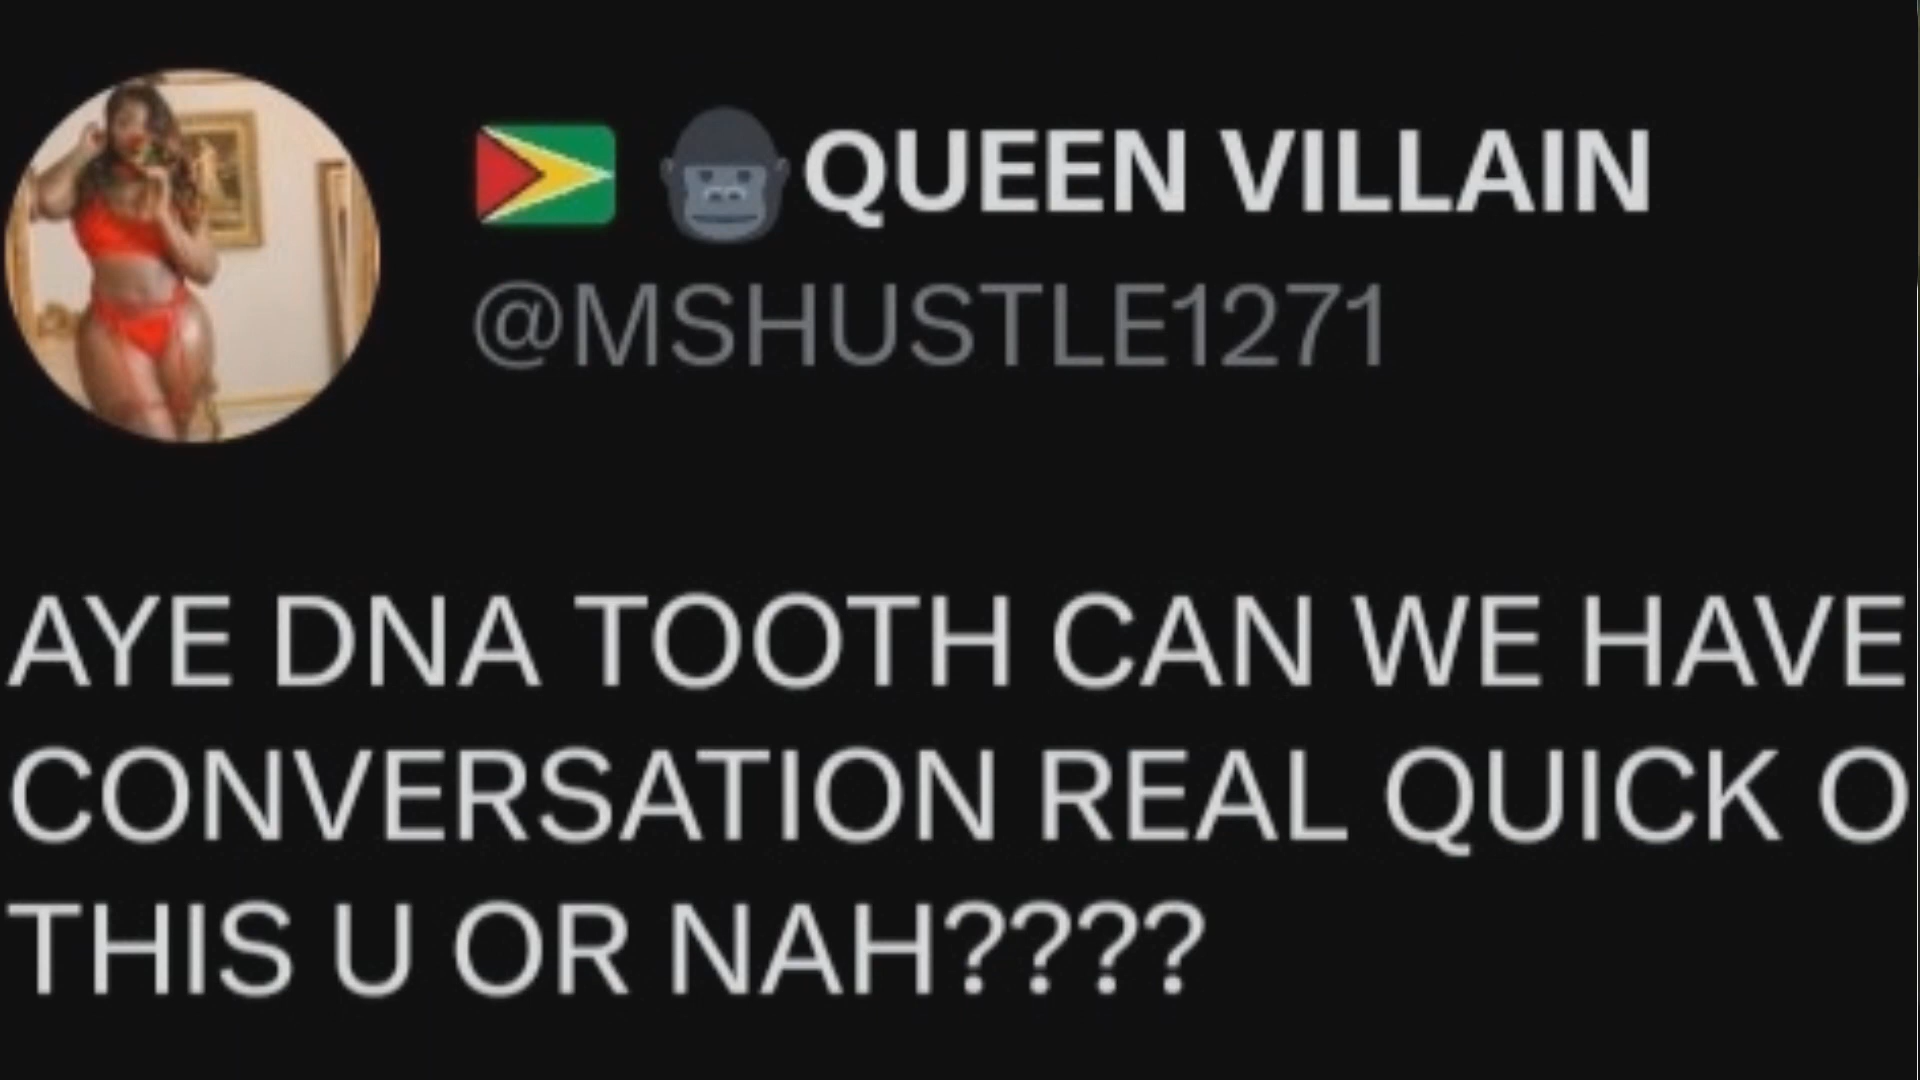 🇬🇾 🦍QUEEN VILLAIN
@MSHUSTLE1271
AYE DNA TOOTH CAN WE HAVE
CONVERSATION REAL QUICK O
THIS U OR NAH????